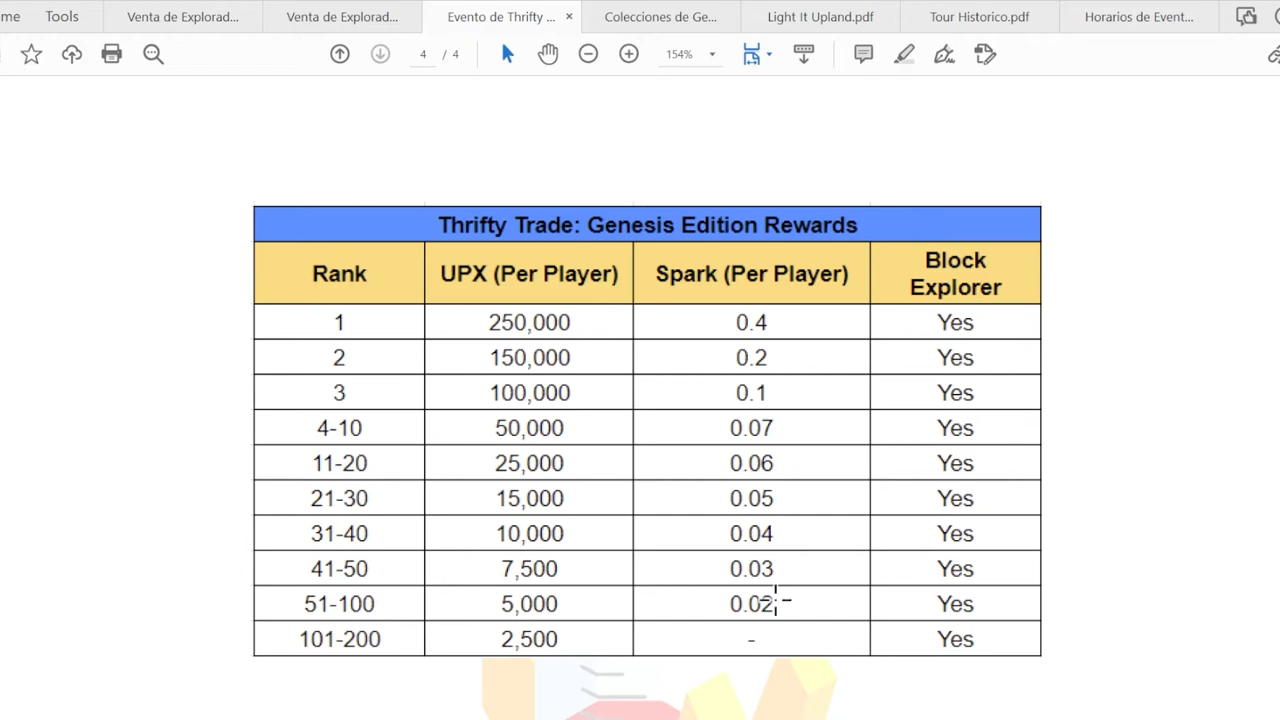 me Tools Venta de Explorad... Venta de Explorad... Evento de Thrifty ... × Colecciones de Ge... Light It Upland.pdf Tour Historico.pdf Horarios de Event...
4 / 4 154%
Thrifty Trade: Genesis Edition Rewards
Rank UPX (Per Player) Spark (Per Player) Block Explorer
1 250,000 0.4 Yes
2 150,000 0.2 Yes
3 100,000 0.1 Yes
4-10 50,000 0.07 Yes
11-20 25,000 0.06 Yes
21-30 15,000 0.05 Yes
31-40 10,000 0.04 Yes
41-50 7,500 0.03 Yes
51-100 5,000 0.02 Yes
101-200 2,500 - Yes